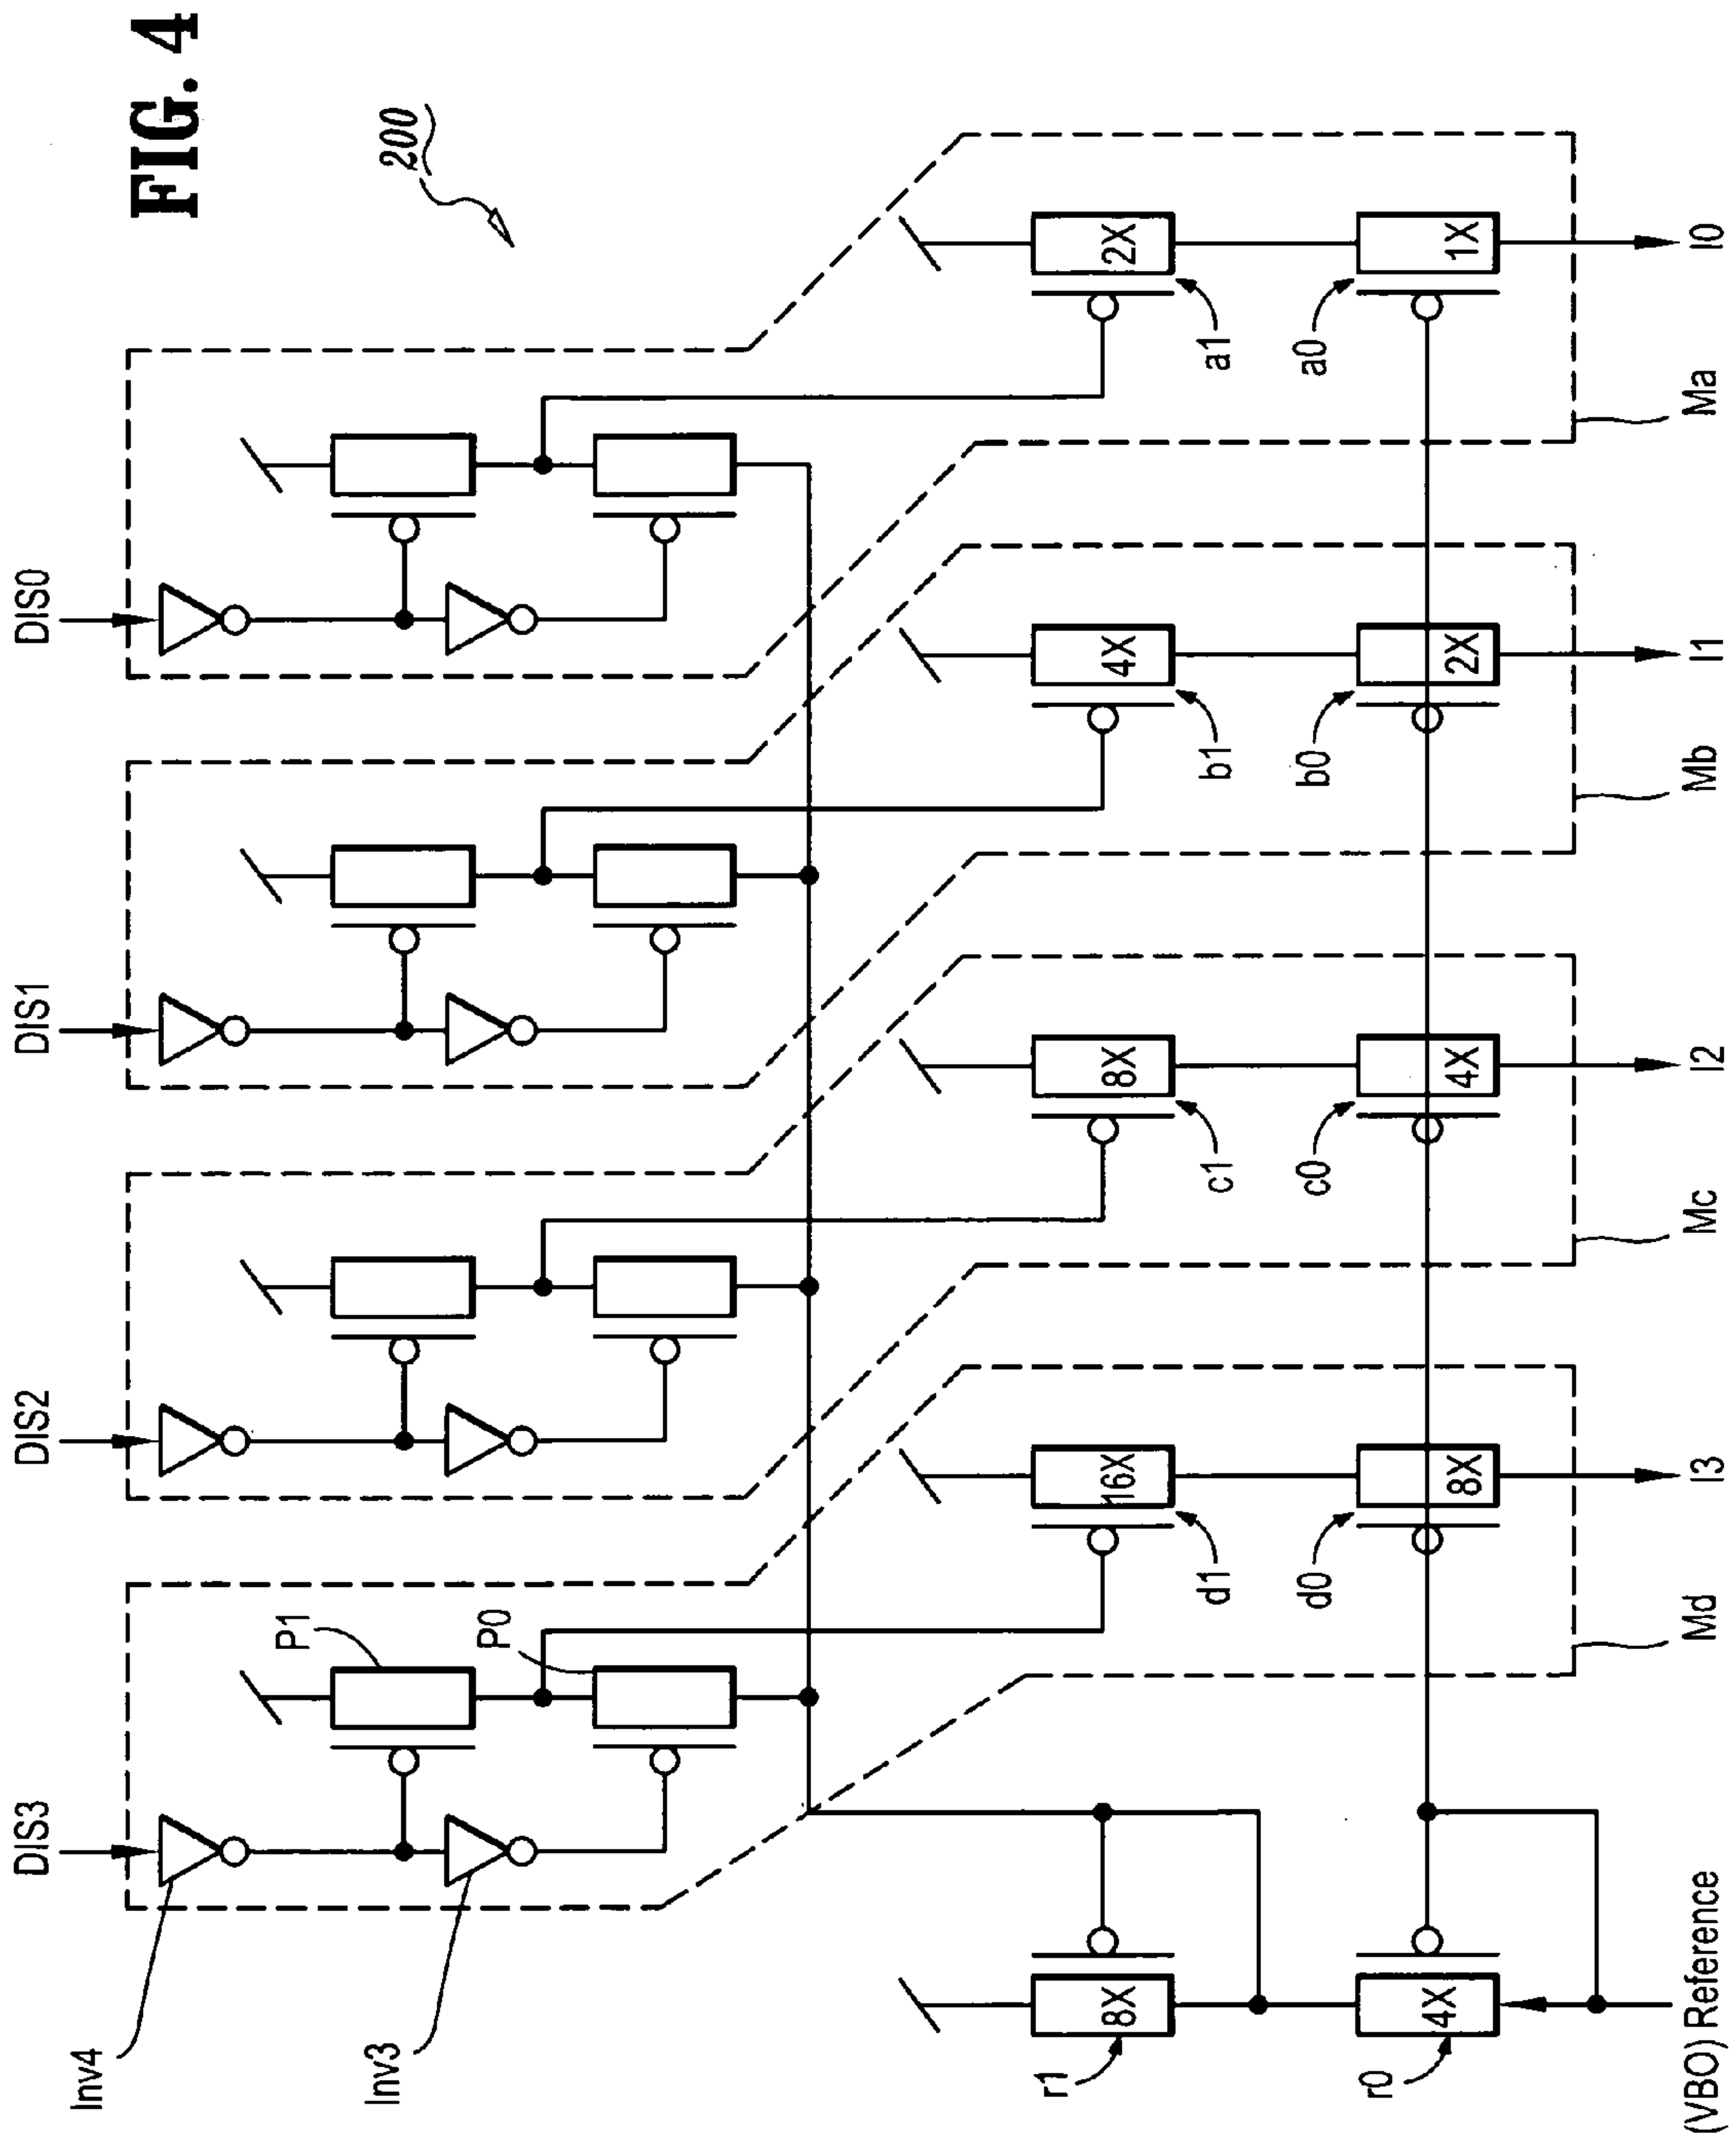 FIG. 4
200
DIS3
DIS2
DIS1
DIS0
Inv4
Inv3
P1
P0
r1
8X
r0
4X
d1
16X
d0
8X
c1
8X
c0
4X
b1
4X
b0
2X
a1
2X
a0
1X
Md
Mc
Mb
Ma
(VBO) Reference
I3
I2
I1
I0